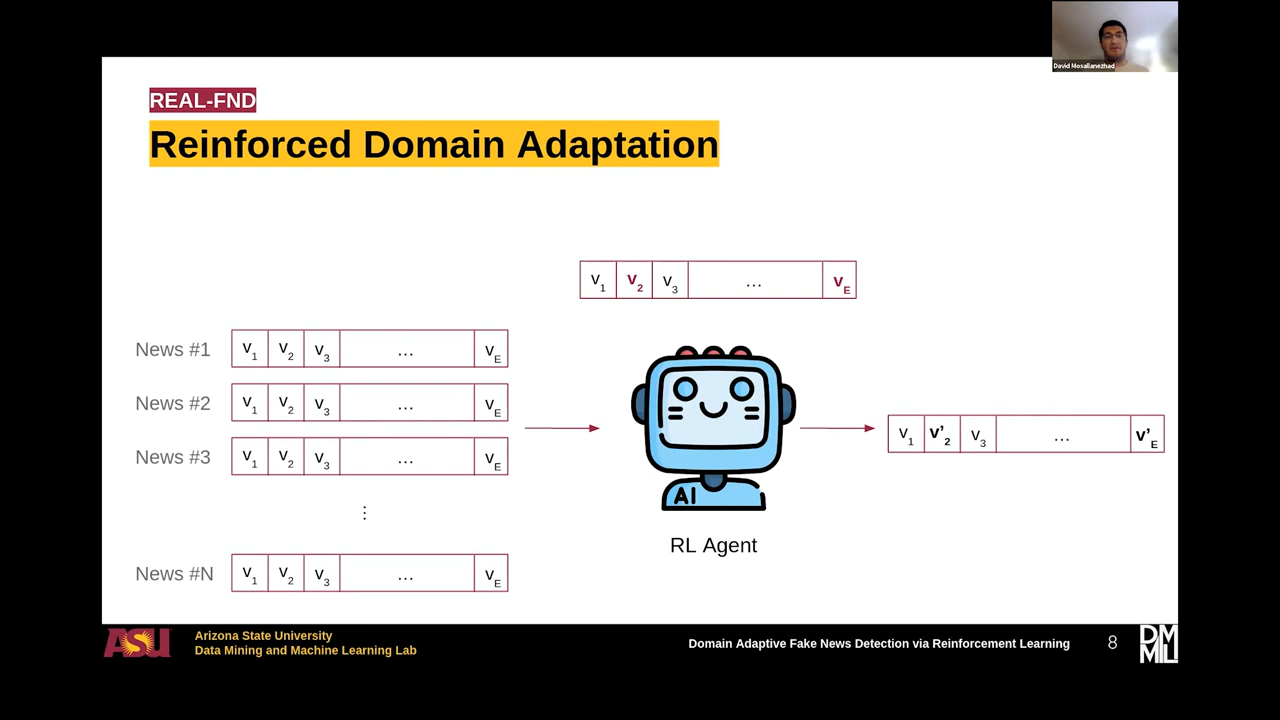 David Mosallanezhad
REAL-FND
Reinforced Domain Adaptation
v1 v2 v3 … vE
News #1 v1 v2 v3 … vE
News #2 v1 v2 v3 … vE
News #3 v1 v2 v3 … vE
⋮
News #N v1 v2 v3 … vE
AI
RL Agent
v1 v’2 v3 … v’E
ASU
Arizona State University
Data Mining and Machine Learning Lab
Domain Adaptive Fake News Detection via Reinforcement Learning
8
DM
ML